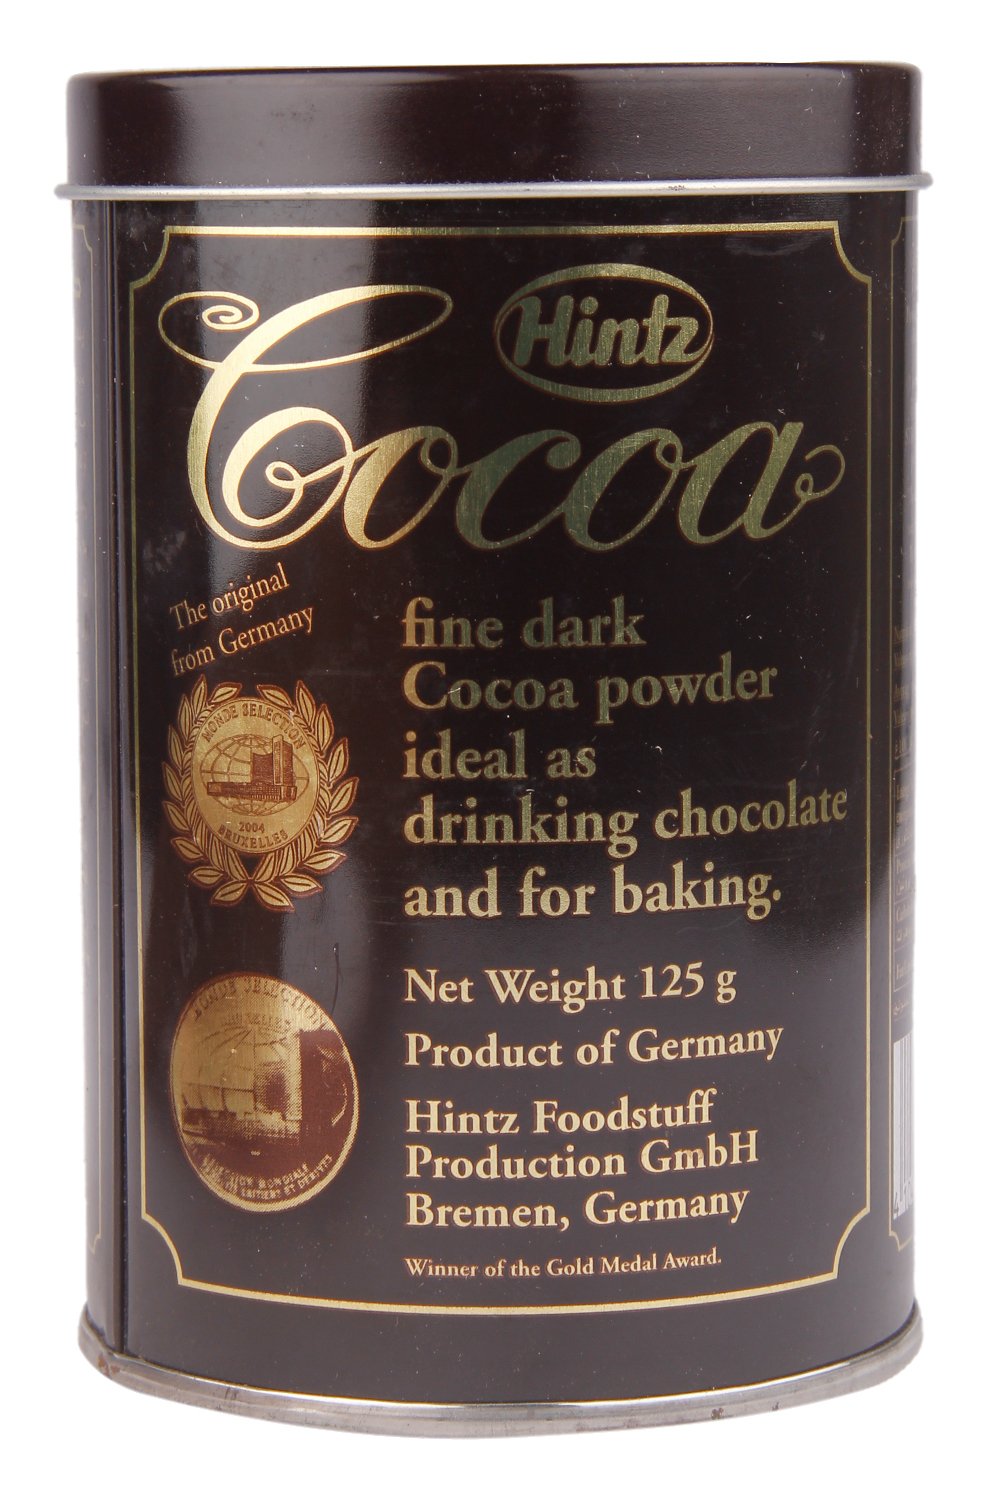 Hintz
Cocoa
The original
from Germany
MONDE SELECTION
2004
BRUXELLES
fine dark
Cocoa powder
ideal as
drinking chocolate
and for baking.
MONDE SELECTION
Net Weight 125 g
Product of Germany
Hintz Foodstuff
Production GmbH
Bremen, Germany
Winner of the Gold Medal Award.